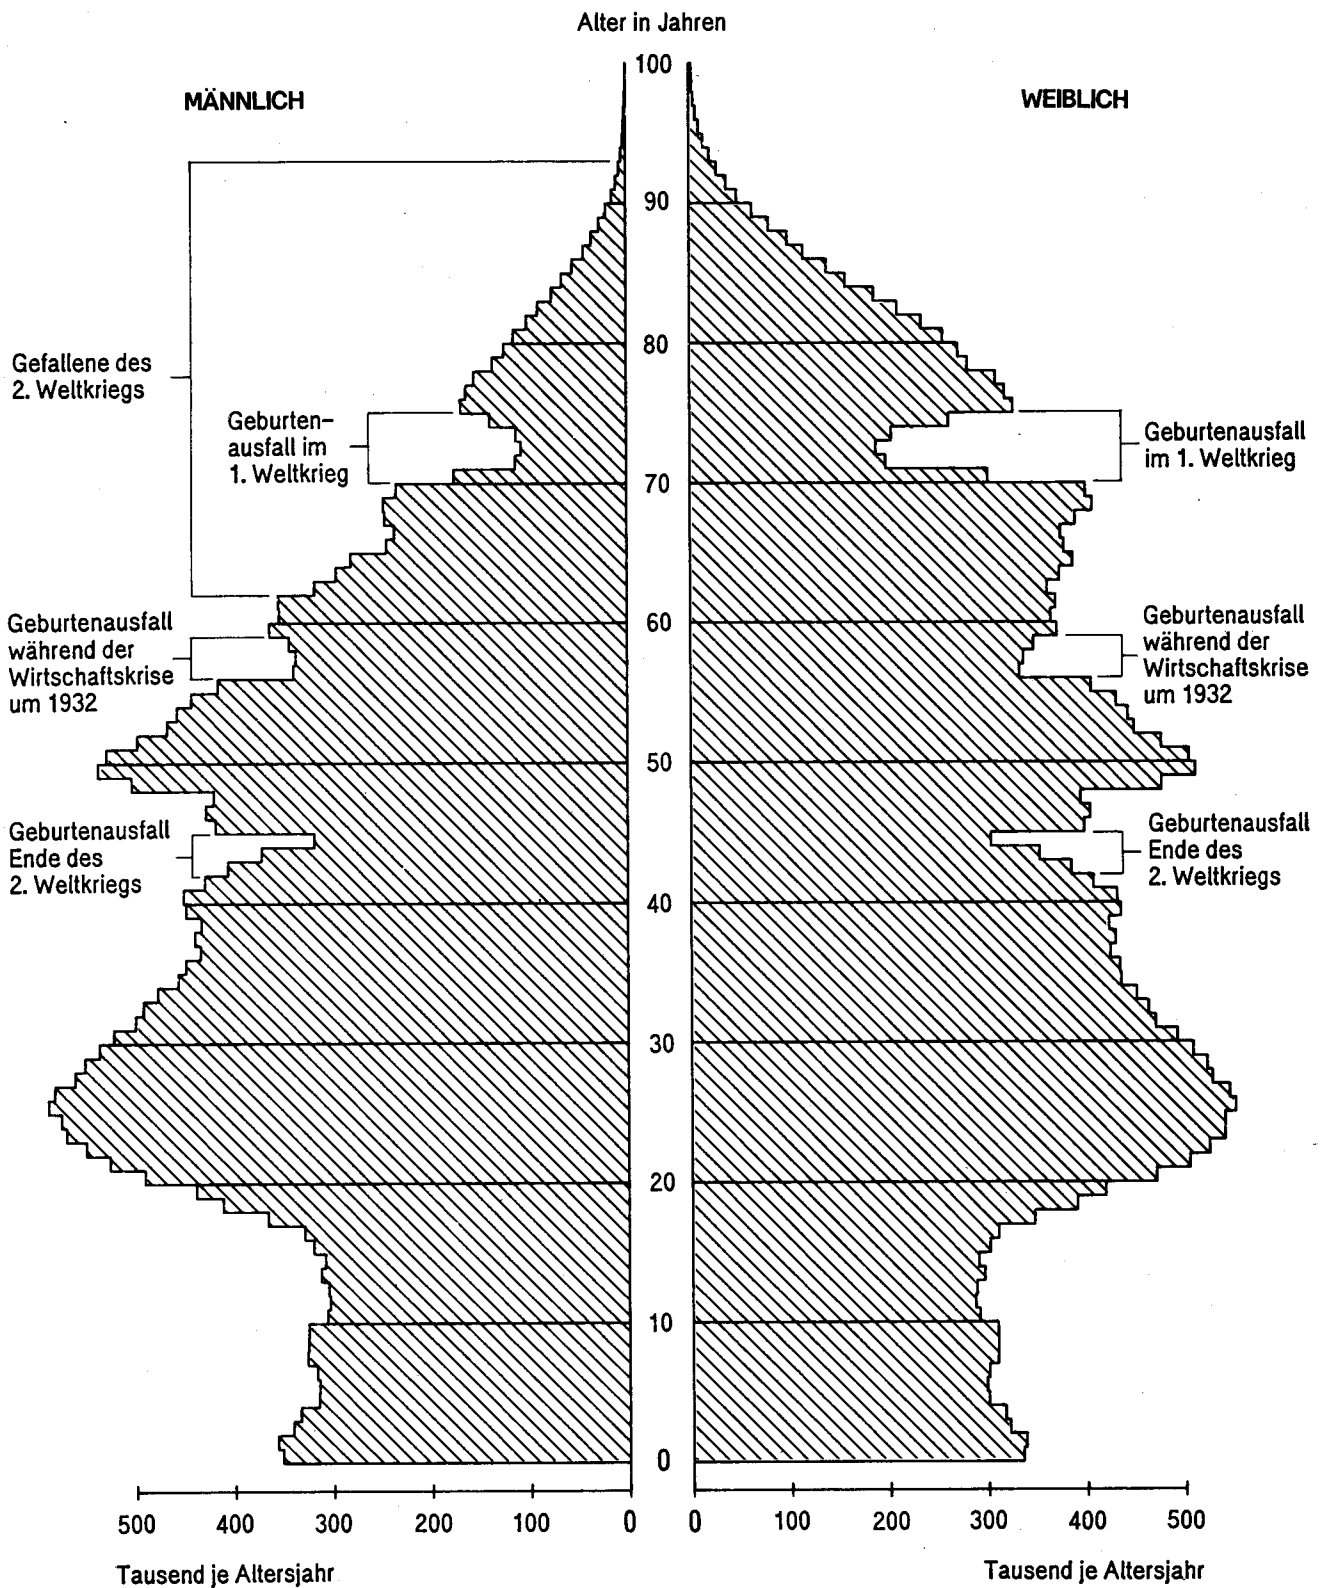 Alter in Jahren
MÄNNLICH
WEIBLICH
100
90
80
70
60
50
40
30
20
10
0
Gefallene des
2. Weltkriegs
Geburten-
ausfall im
1. Weltkrieg
Geburtenausfall
im 1. Weltkrieg
Geburtenausfall
während der
Wirtschaftskrise
um 1932
Geburtenausfall
während der
Wirtschaftskrise
um 1932
Geburtenausfall
Ende des
2. Weltkriegs
Geburtenausfall
Ende des
2. Weltkriegs
500 400 300 200 100 0
0 100 200 300 400 500
Tausend je Altersjahr
Tausend je Altersjahr